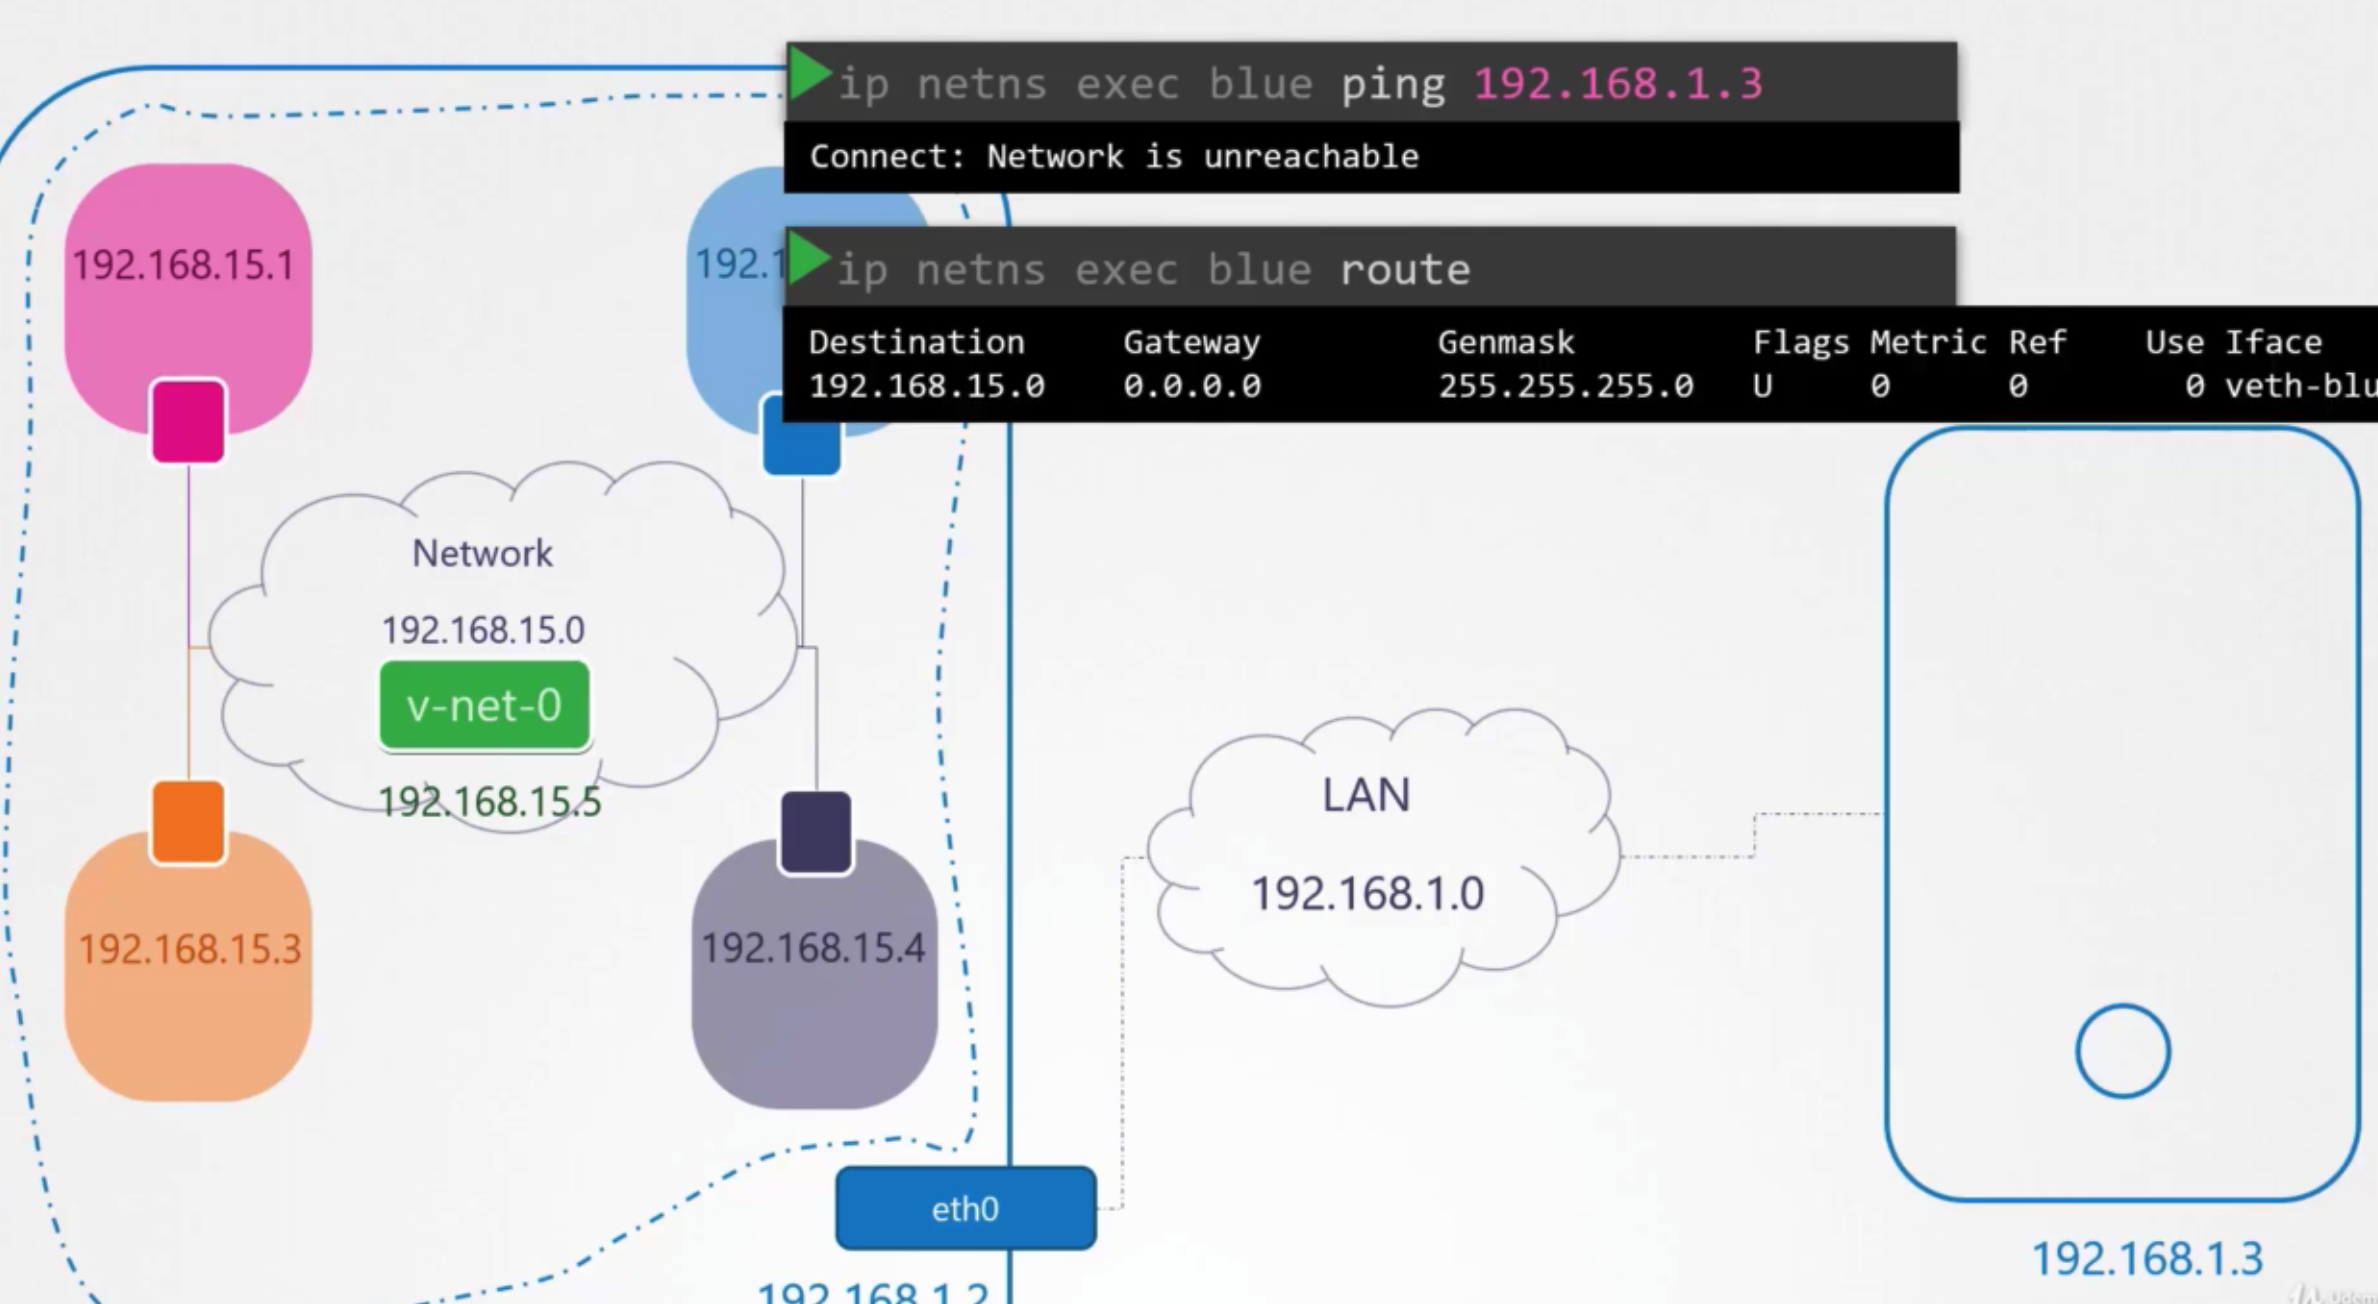 ip netns exec blue ping 192.168.1.3
Connect: Network is unreachable
192.168.15.1
ip netns exec blue route
Destination Gateway Genmask Flags Metric Ref Use Iface
192.168.15.0 0.0.0.0 255.255.255.0 U 0 0 0 veth-blu
Network
192.168.15.0
v-net-0
192.168.15.5
LAN
192.168.1.0
192.168.15.3
192.168.15.4
eth0
192.168.1.2
192.168.1.3